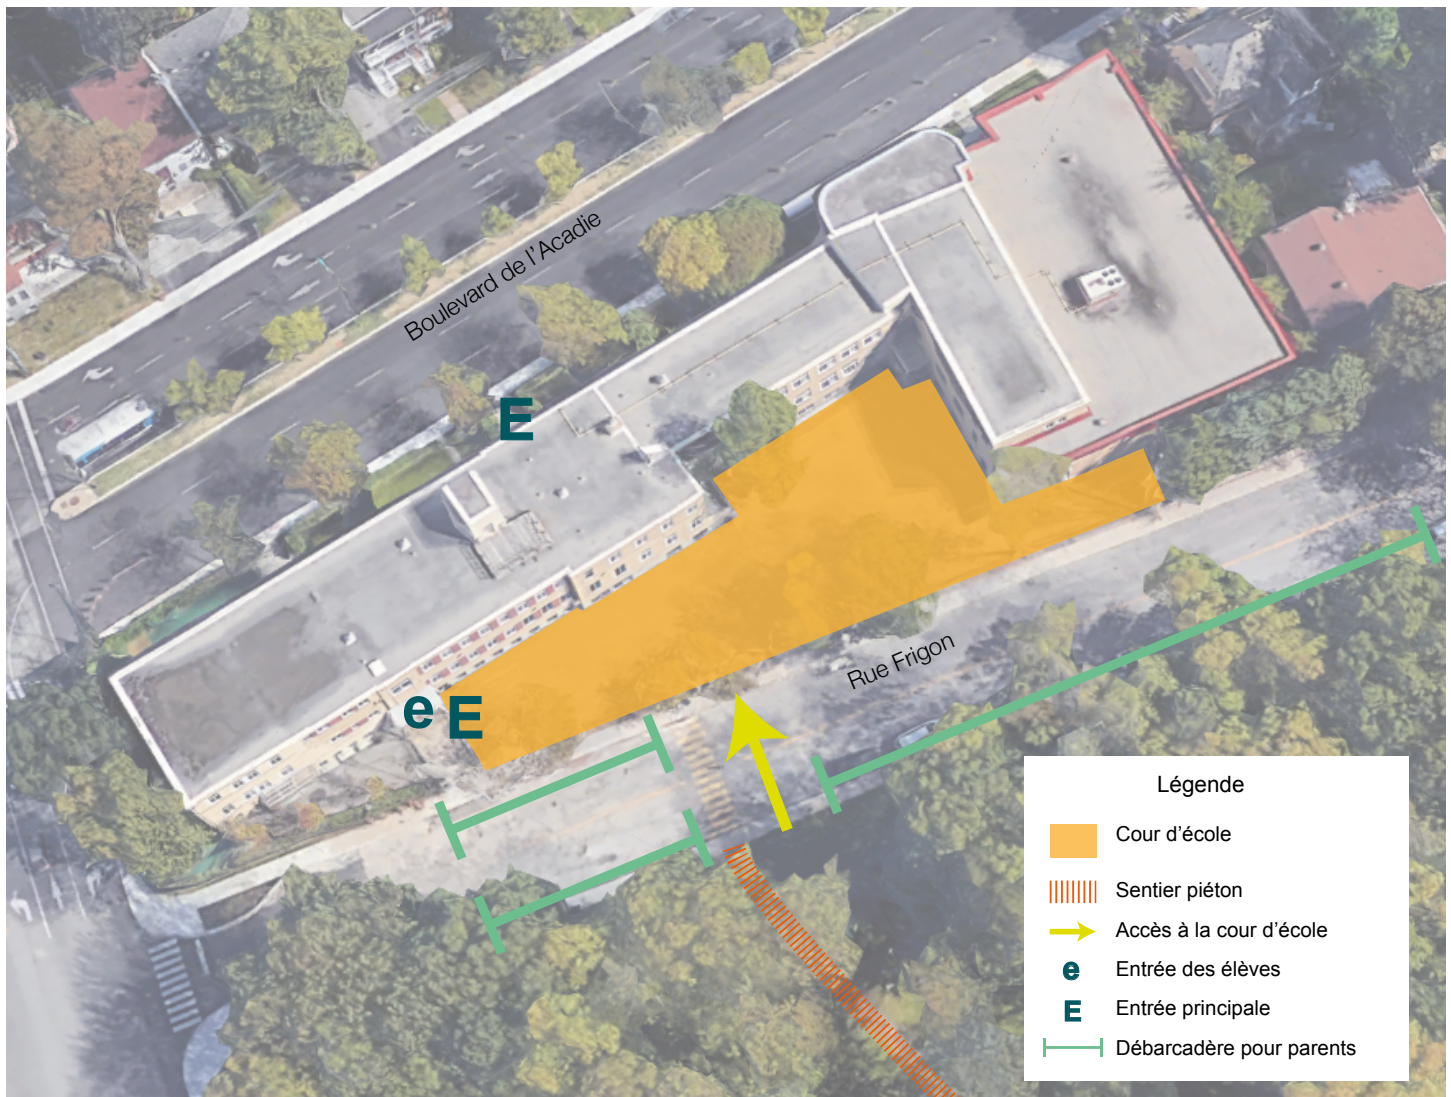 Boulevard de l'Acadie
E
e E
Rue Frigon
Légende
Cour d'école
Sentier piéton
Accès à la cour d'école
e Entrée des élèves
E Entrée principale
Débarcadère pour parents